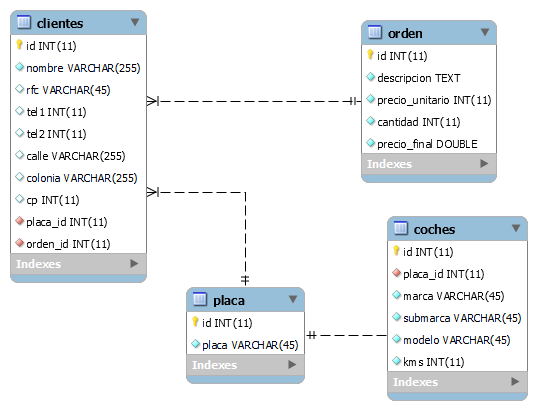 clientes
id INT(11)
nombre VARCHAR(255)
rfc VARCHAR(45)
tel1 INT(11)
tel2 INT(11)
calle VARCHAR(255)
colonia VARCHAR(255)
cp INT(11)
placa_id INT(11)
orden_id INT(11)
Indexes
orden
id INT(11)
descripcion TEXT
precio_unitario INT(11)
cantidad INT(11)
precio_final DOUBLE
Indexes
placa
id INT(11)
placa VARCHAR(45)
Indexes
coches
id INT(11)
placa_id INT(11)
marca VARCHAR(45)
submarca VARCHAR(45)
modelo VARCHAR(45)
kms INT(11)
Indexes